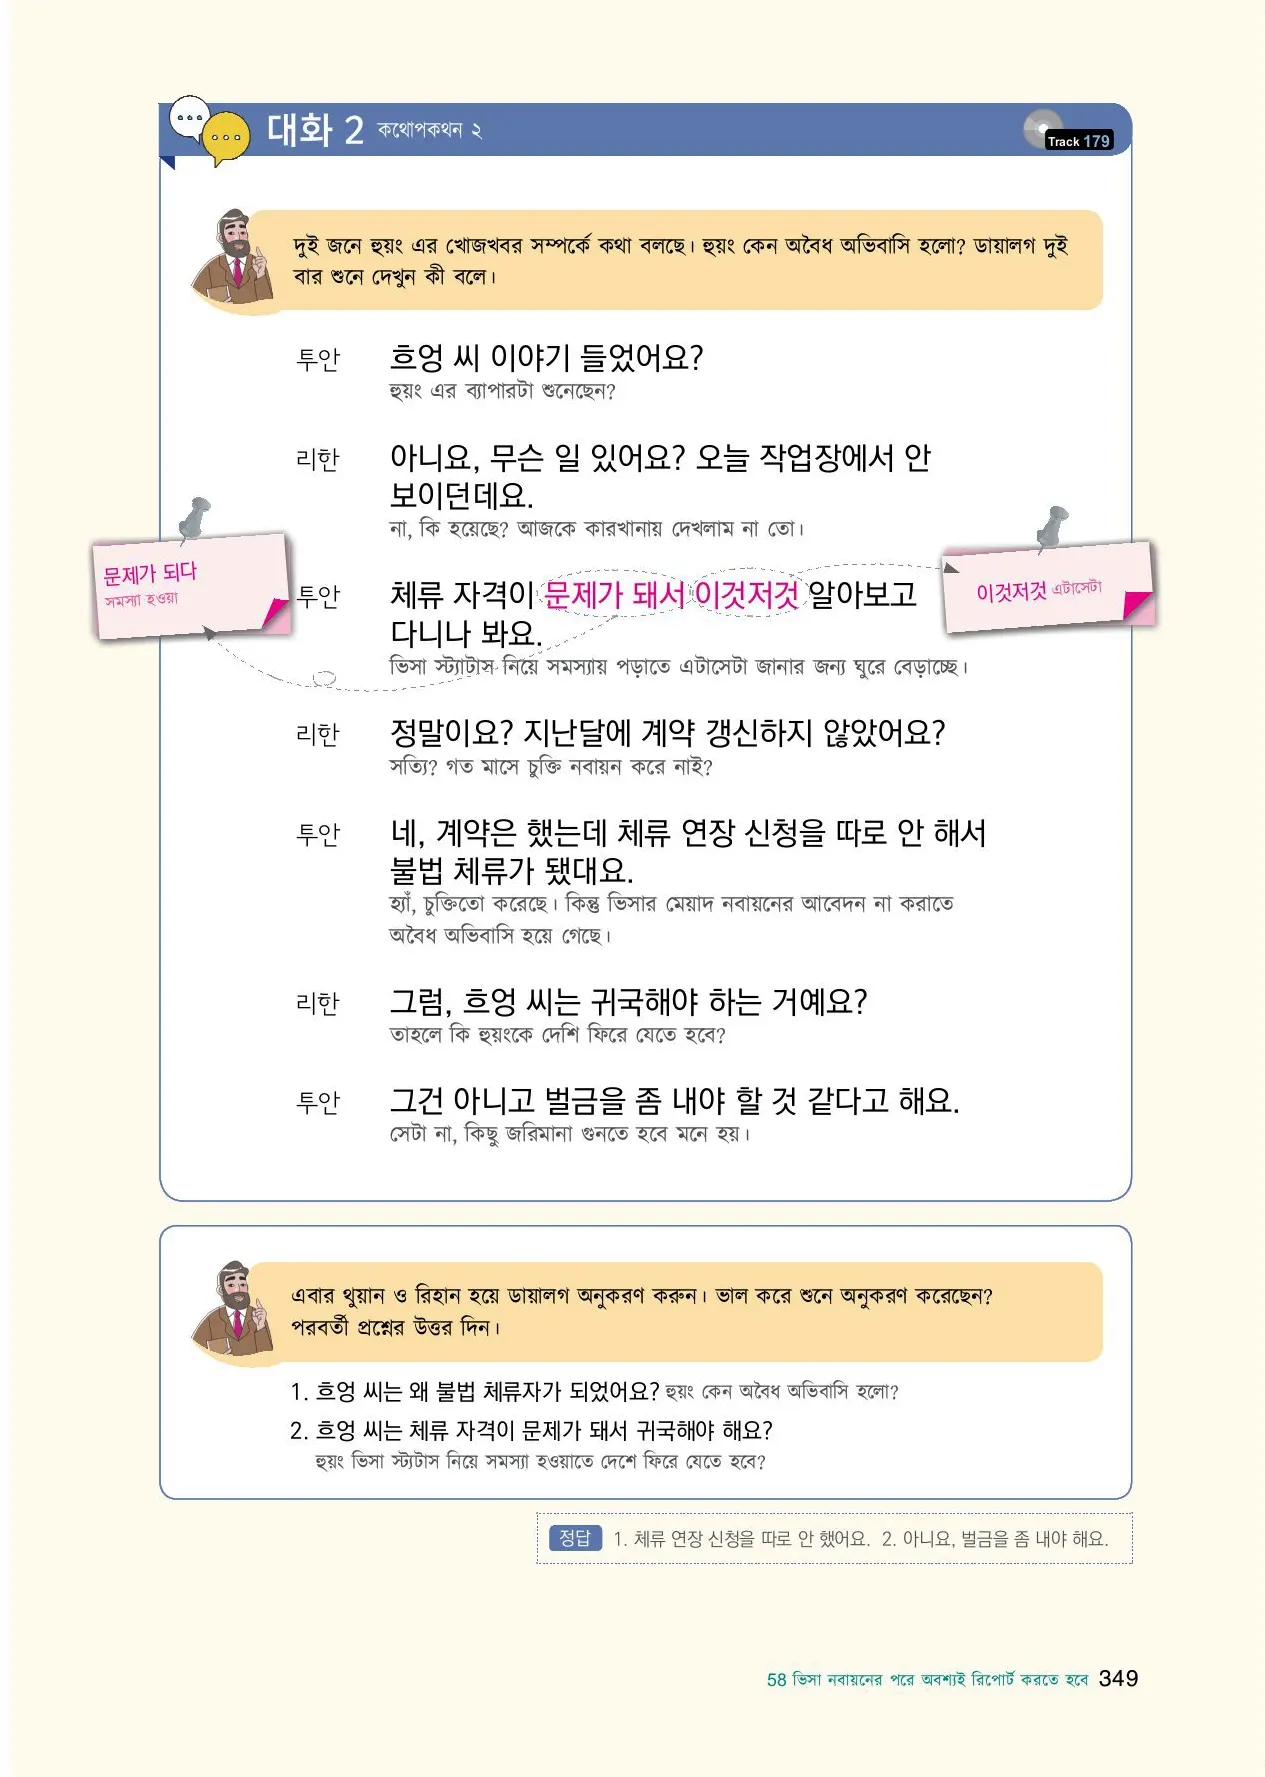 대화 2 কথোপকথন ২
Track 179
দুই জনে হুয়ং এর খোজখবর সম্পর্কে কথা বলছে। হুয়ং কেন অবৈধ অভিবাসি হলো? ডায়ালগ দুই
বার শুনে দেখুন কী বলে।
투안 흐엉 씨 이야기 들었어요?
হুয়ং এর ব্যাপারটা শুনেছেন?
리한 아니요, 무슨 일 있어요? 오늘 작업장에서 안
보이던데요.
না, কি হয়েছে? আজকে কারখানায় দেখলাম না তো।
문제가 되다
সমস্যা হওয়া
투안 체류 자격이 문제가 돼서 이것저것 알아보고
다니나 봐요.
ভিসা স্ট্যাটাস নিয়ে সমস্যায় পড়াতে এটাসেটা জানার জন্য ঘুরে বেড়াচ্ছে।
이것저것 এটাসেটা
리한 정말이요? 지난달에 계약 갱신하지 않았어요?
সত্যি? গত মাসে চুক্তি নবায়ন করে নাই?
투안 네, 계약은 했는데 체류 연장 신청을 따로 안 해서
불법 체류가 됐대요.
হ্যাঁ, চুক্তিতো করেছে। কিন্তু ভিসার মেয়াদ নবায়নের আবেদন না করাতে
অবৈধ অভিবাসি হয়ে গেছে।
리한 그럼, 흐엉 씨는 귀국해야 하는 거예요?
তাহলে কি হুয়ংকে দেশি ফিরে যেতে হবে?
투안 그건 아니고 벌금을 좀 내야 할 것 같다고 해요.
সেটা না, কিছু জরিমানা গুনতে হবে মনে হয়।
এবার থুয়ান ও রিহান হয়ে ডায়ালগ অনুকরণ করুন। ভাল করে শুনে অনুকরণ করেছেন?
পরবর্তী প্রশ্নের উত্তর দিন।
1. 흐엉 씨는 왜 불법 체류자가 되었어요? হুয়ং কেন অবৈধ অভিবাসি হলো?
2. 흐엉 씨는 체류 자격이 문제가 돼서 귀국해야 해요?
হুয়ং ভিসা স্ট্যটাস নিয়ে সমস্যা হওয়াতে দেশে ফিরে যেতে হবে?
정답 1. 체류 연장 신청을 따로 안 했어요. 2. 아니요, 벌금을 좀 내야 해요.
58 ভিসা নবায়নের পরে অবশ্যই রিপোর্ট করতে হবে 349